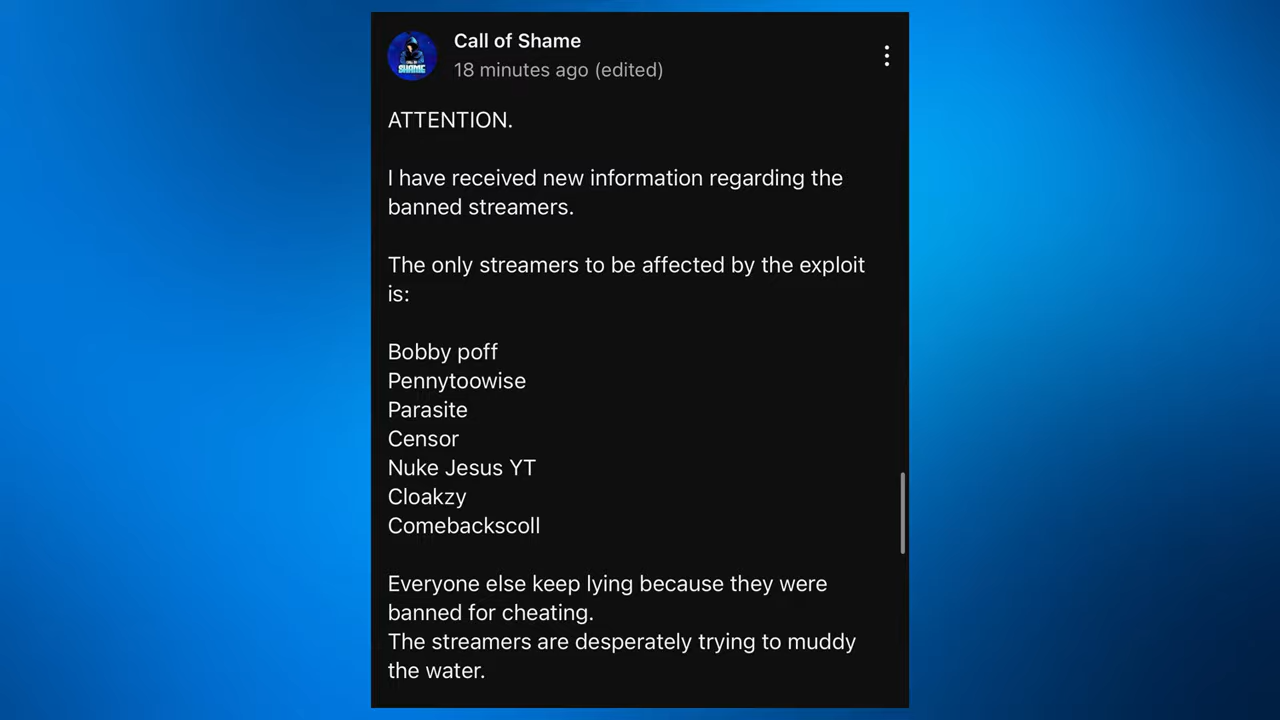 Call of Shame
18 minutes ago (edited)
SHAME
ATTENTION.
I have received new information regarding the
banned streamers.
The only streamers to be affected by the exploit
is:
Bobby poff
Pennytoowise
Parasite
Censor
Nuke Jesus YT
Cloakzy
Comebackscoll
Everyone else keep lying because they were
banned for cheating.
The streamers are desperately trying to muddy
the water.